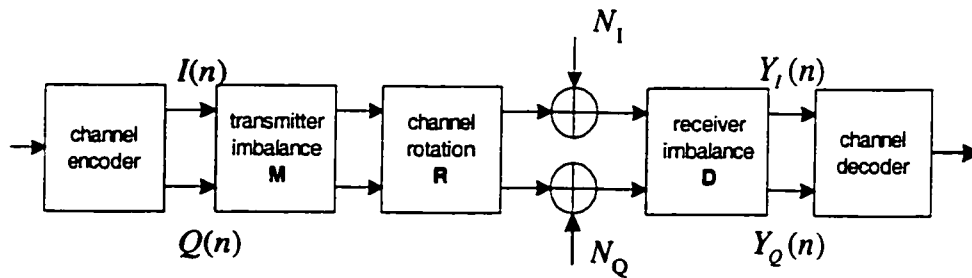 N_I
I(n)
Y_I(n)
channel
encoder
transmitter
imbalance
M
channel
rotation
R
receiver
imbalance
D
channel
decoder
Q(n)
N_Q
Y_Q(n)